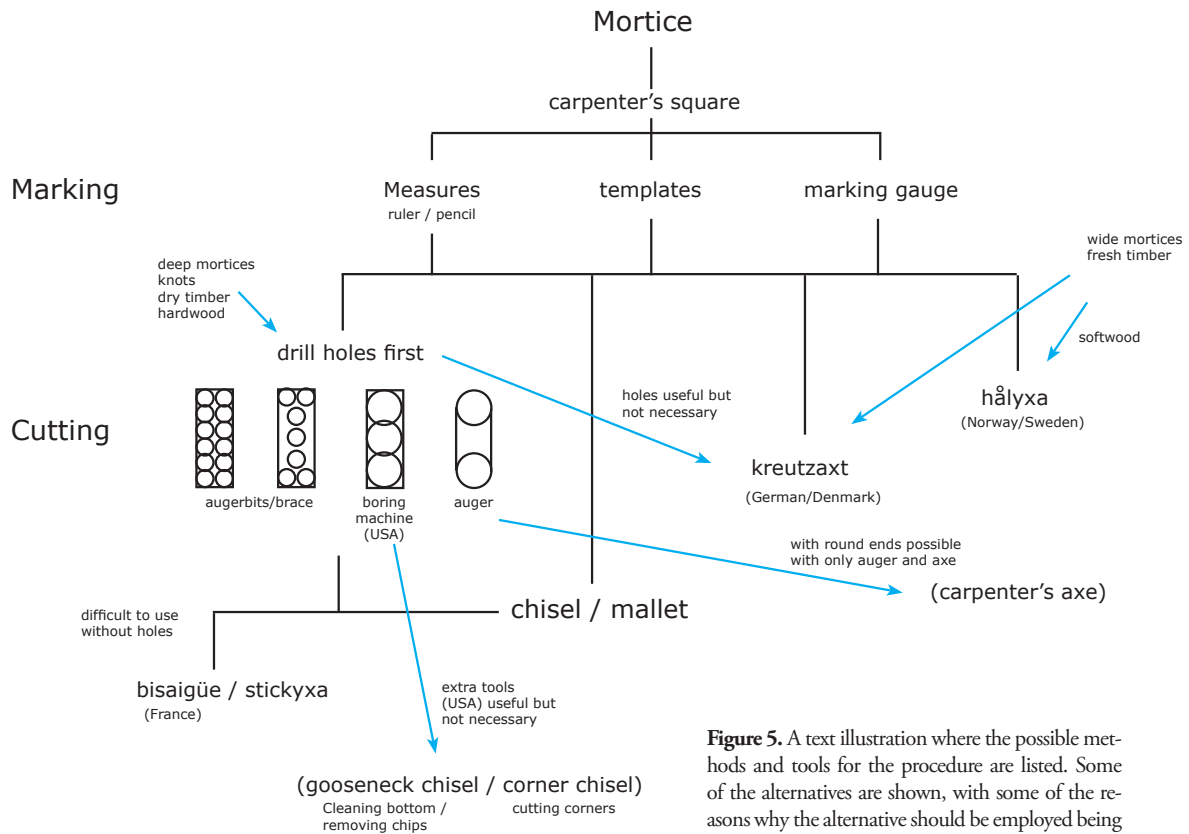 Mortice
carpenter's square
Marking
Measures
ruler / pencil
templates
marking gauge
wide mortices
fresh timber
deep mortices
knots
dry timber
hardwood
softwood
drill holes first
holes useful but
not necessary
hålyxa
(Norway/Sweden)
Cutting
kreutzaxt
(German/Denmark)
augerbits/brace
boring
machine
(USA)
auger
with round ends possible
with only auger and axe
(carpenter's axe)
chisel / mallet
difficult to use
without holes
bisaigüe / stickyxa
(France)
extra tools
(USA) useful but
not necessary
(gooseneck chisel / corner chisel)
Cleaning bottom /
removing chips
cutting corners
Figure 5. A text illustration where the possible met-
hods and tools for the procedure are listed. Some
of the alternatives are shown, with some of the re-
asons why the alternative should be employed being